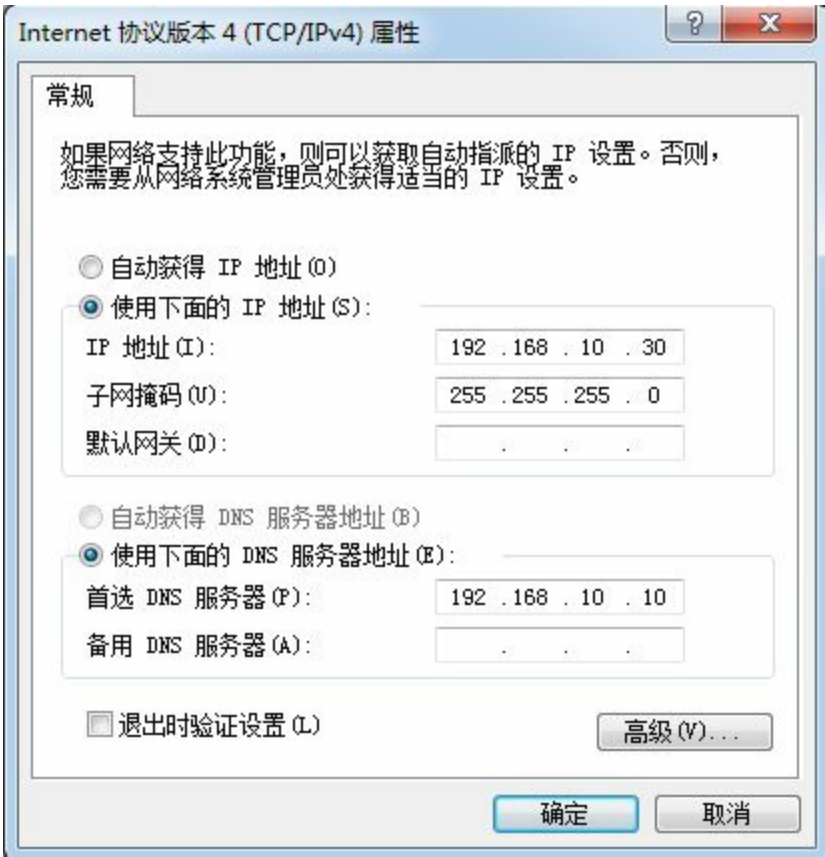 Internet 协议版本 4 (TCP/IPv4) 属性
常规
如果网络支持此功能，则可以获取自动指派的 IP 设置。否则，
您需要从网络系统管理员处获得适当的 IP 设置。
自动获得 IP 地址(O)
使用下面的 IP 地址(S):
IP 地址(I): 192 .168 . 10 . 30
子网掩码(U): 255 .255 .255 . 0
默认网关(D): . . .
自动获得 DNS 服务器地址(B)
使用下面的 DNS 服务器地址(E):
首选 DNS 服务器(P): 192 .168 . 10 . 10
备用 DNS 服务器(A): . . .
退出时验证设置(L)
高级(V)...
确定 取消